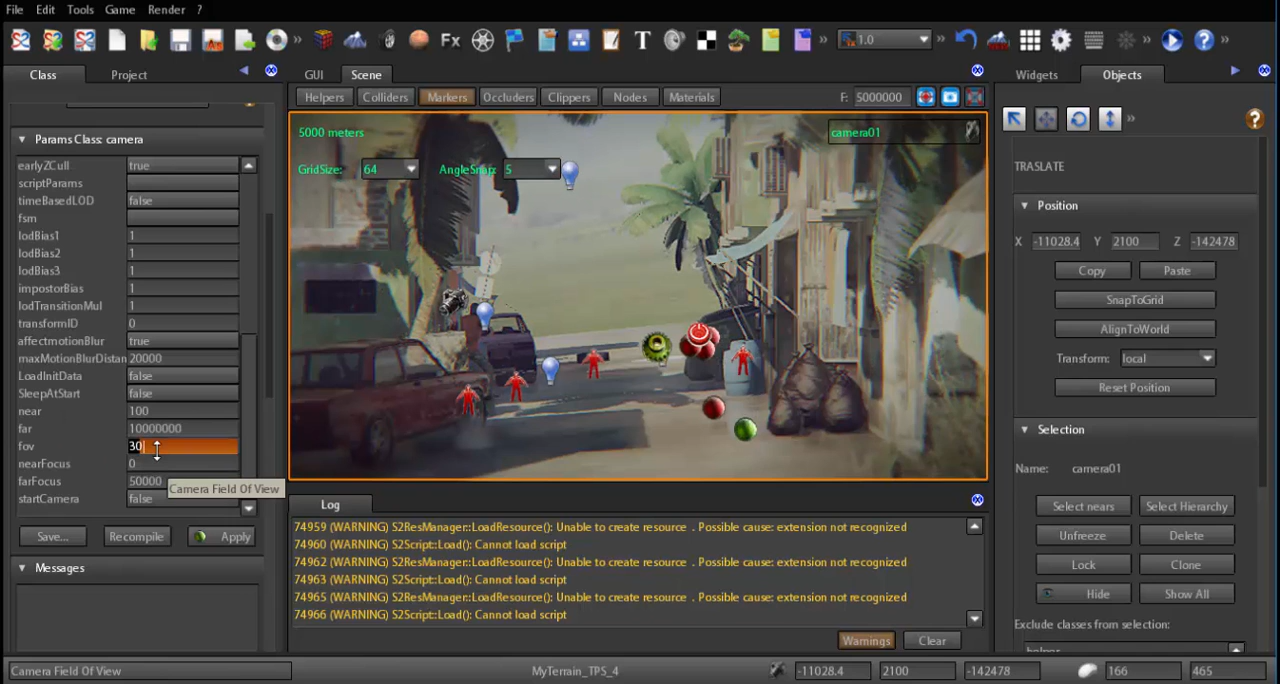 File Edit Tools Game Render ?
Fx T 1.0
Class Project GUI Scene Widgets Objects
Helpers Colliders Markers Occluders Clippers Nodes Materials F: 5000000
Params Class: camera
earlyZCull true
scriptParams
timeBasedLOD false
fsm
lodBias1 1
lodBias2 1
lodBias3 1
impostorBias 1
lodTransitionMul 1
transformID 0
affectmotionBlur true
maxMotionBlurDistan 20000
LoadInitData false
SleepAtStart false
near 100
far 10000000
fov 30
nearFocus 0
farFocus 50000
startCamera false
Camera Field Of View
Save... Recompile Apply
Messages
5000 meters camera01
GridSize: 64 AngleSnap: 5
Log
74959 (WARNING) S2ResManager::LoadResource(): Unable to create resource . Possible cause: extension not recognized
74960 (WARNING) S2Script::Load(): Cannot load script
74962 (WARNING) S2ResManager::LoadResource(): Unable to create resource . Possible cause: extension not recognized
74963 (WARNING) S2Script::Load(): Cannot load script
74965 (WARNING) S2ResManager::LoadResource(): Unable to create resource . Possible cause: extension not recognized
74966 (WARNING) S2Script::Load(): Cannot load script
Warnings Clear
TRANSLATE
Position
X -11028.4 Y 2100 Z -142478
Copy Paste
SnapToGrid
AlignToWorld
Transform: local
Reset Position
Selection
Name: camera01
Select nears Select Hierarchy
Unfreeze Delete
Lock Clone
Hide Show All
Exclude classes from selection:
helper
Camera Field Of View MyTerrain_TPS_4 -11028.4 2100 -142478 166 465